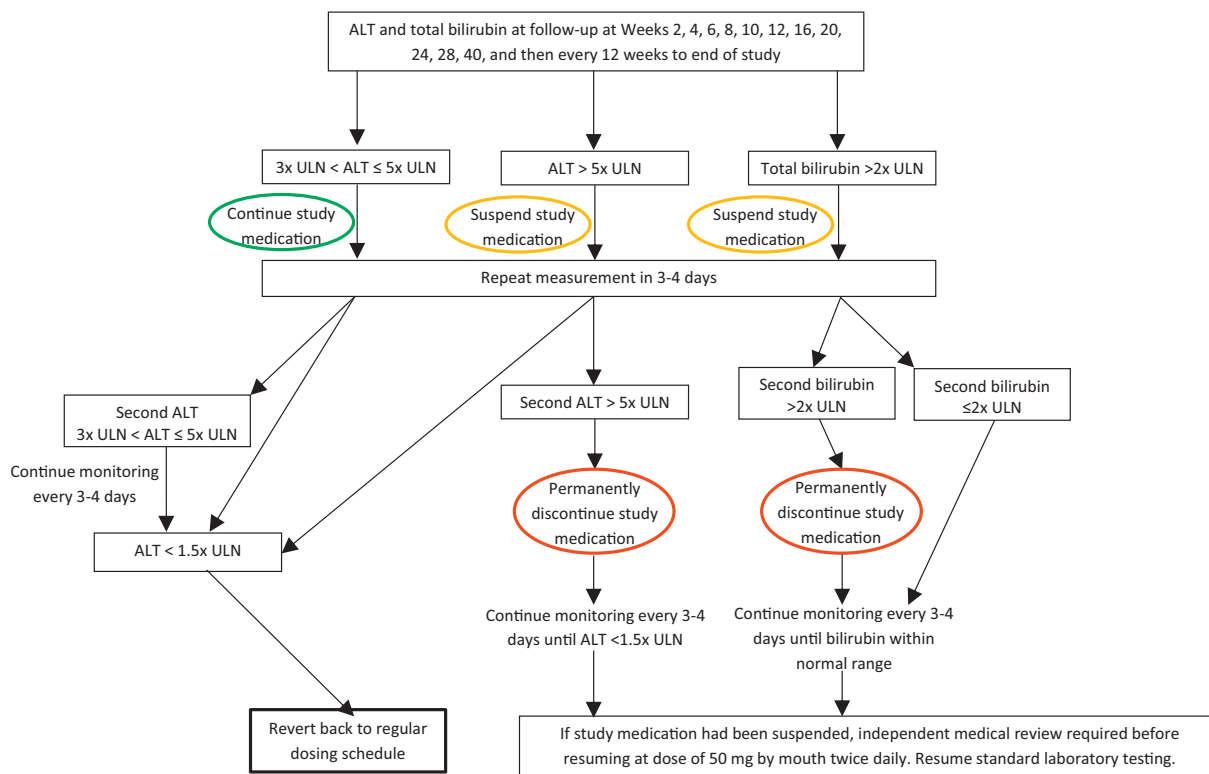 ALT and total bilirubin at follow-up at Weeks 2, 4, 6, 8, 10, 12, 16, 20,
24, 28, 40, and then every 12 weeks to end of study
3x ULN < ALT ≤ 5x ULN
ALT > 5x ULN
Total bilirubin >2x ULN
Continue study
medication
Suspend study
medication
Suspend study
medication
Repeat measurement in 3-4 days
Second ALT
3x ULN < ALT ≤ 5x ULN
Second ALT > 5x ULN
Second bilirubin
>2x ULN
Second bilirubin
≤2x ULN
Continue monitoring
every 3-4 days
Permanently
discontinue study
medication
Permanently
discontinue study
medication
ALT < 1.5x ULN
Continue monitoring every 3-4
days until ALT <1.5x ULN
Continue monitoring every 3-4
days until bilirubin within
normal range
Revert back to regular
dosing schedule
If study medication had been suspended, independent medical review required before
resuming at dose of 50 mg by mouth twice daily. Resume standard laboratory testing.